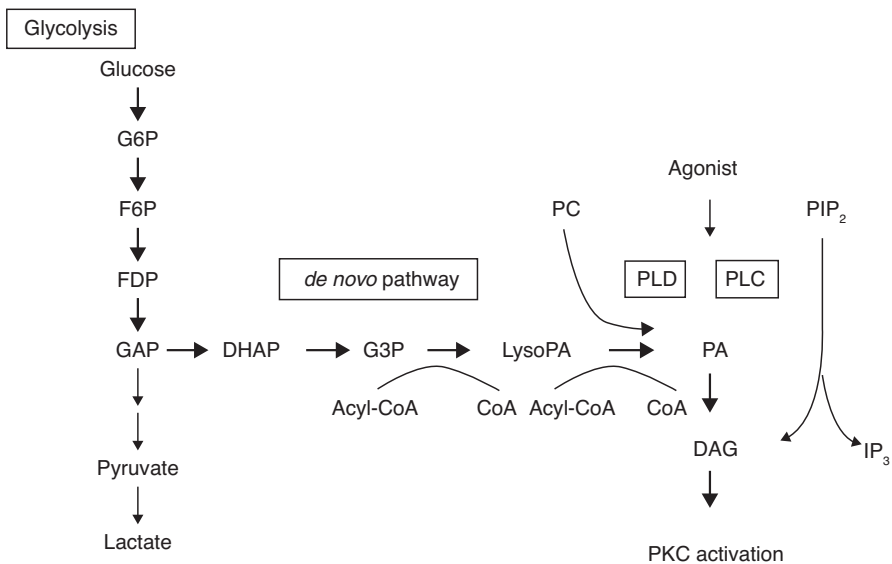 Glycolysis
Glucose
G6P
Agonist
F6P
PC
PIP2
FDP
de novo pathway
PLD
PLC
GAP
DHAP
G3P
LysoPA
PA
Acyl-CoA
CoA
Acyl-CoA
CoA
DAG
IP3
Pyruvate
Lactate
PKC activation